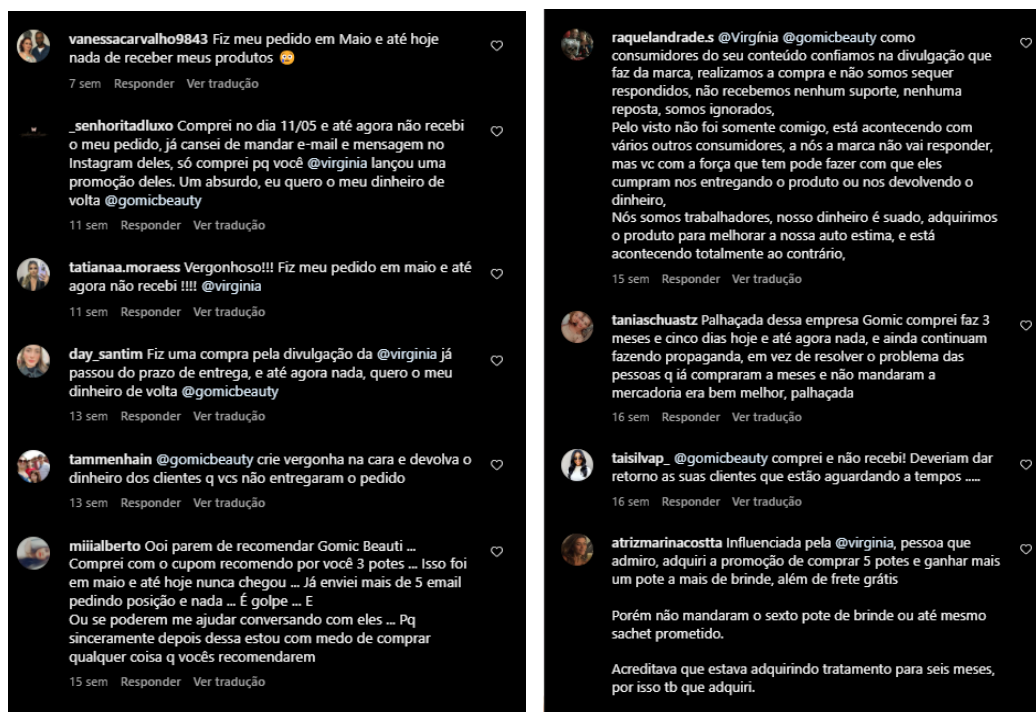 vanessacarvalho9843 Fiz meu pedido em Maio e até hoje
nada de receber meus produtos 😳
7 sem Responder Ver tradução
_senhoritadluxo Comprei no dia 11/05 e até agora não recebi
o meu pedido, já cansei de mandar e-mail e mensagem no
Instagram deles, só comprei pq você @virginia lançou uma
promoção deles. Um absurdo, eu quero o meu dinheiro de
volta @gomicbeauty
11 sem Responder Ver tradução
tatianaa.moraess Vergonhoso!!! Fiz meu pedido em maio e até
agora não recebi !!!! @virginia
11 sem Responder Ver tradução
day_santim Fiz uma compra pela divulgação da @virginia já
passou do prazo de entrega, e até agora nada, quero o meu
dinheiro de volta @gomicbeauty
13 sem Responder Ver tradução
tammenhain @gomicbeauty crie vergonha na cara e devolva o
dinheiro dos clientes q vcs não entregaram o pedido
13 sem Responder Ver tradução
miiialberto Ooi parem de recomendar Gomic Beauti ...
Comprei com o cupom recomendo por você 3 potes ... Isso foi
em maio e até hoje nunca chegou ... Já enviei mais de 5 email
pedindo posição e nada ... É golpe ... E
Ou se poderem me ajudar conversando com eles ... Pq
sinceramente depois dessa estou com medo de comprar
qualquer coisa q vocês recomendarem
15 sem Responder Ver tradução
raquelandrade.s @Virgínia @gomicbeauty como
consumidores do seu conteúdo confiamos na divulgação que
faz da marca, realizamos a compra e não somos sequer
respondidos, não recebemos nenhum suporte, nenhuma
reposta, somos ignorados,
Pelo visto não foi somente comigo, está acontecendo com
vários outros consumidores, a nós a marca não vai responder,
mas vc com a força que tem pode fazer com que eles
cumpram nos entregando o produto ou nos devolvendo o
dinheiro,
Nós somos trabalhadores, nosso dinheiro é suado, adquirimos
o produto para melhorar a nossa auto estima, e está
acontecendo totalmente ao contrário,
15 sem Responder Ver tradução
taniaschuastz Palhaçada dessa empresa Gomic comprei faz 3
meses e cinco dias hoje e até agora nada, e ainda continuam
fazendo propaganda, em vez de resolver o problema das
pessoas q iá compraram a meses e não mandaram a
mercadoria era bem melhor, palhaçada
16 sem Responder Ver tradução
taisilvap_ @gomicbeauty comprei e não recebi! Deveriam dar
retorno as suas clientes que estão aguardando a tempos .....
16 sem Responder Ver tradução
atrizmarinacostta Influenciada pela @virginia, pessoa que
admiro, adquiri a promoção de comprar 5 potes e ganhar mais
um pote a mais de brinde, além de frete grátis
Porém não mandaram o sexto pote de brinde ou até mesmo
sachet prometido.
Acreditava que estava adquirindo tratamento para seis meses,
por isso tb que adquiri.